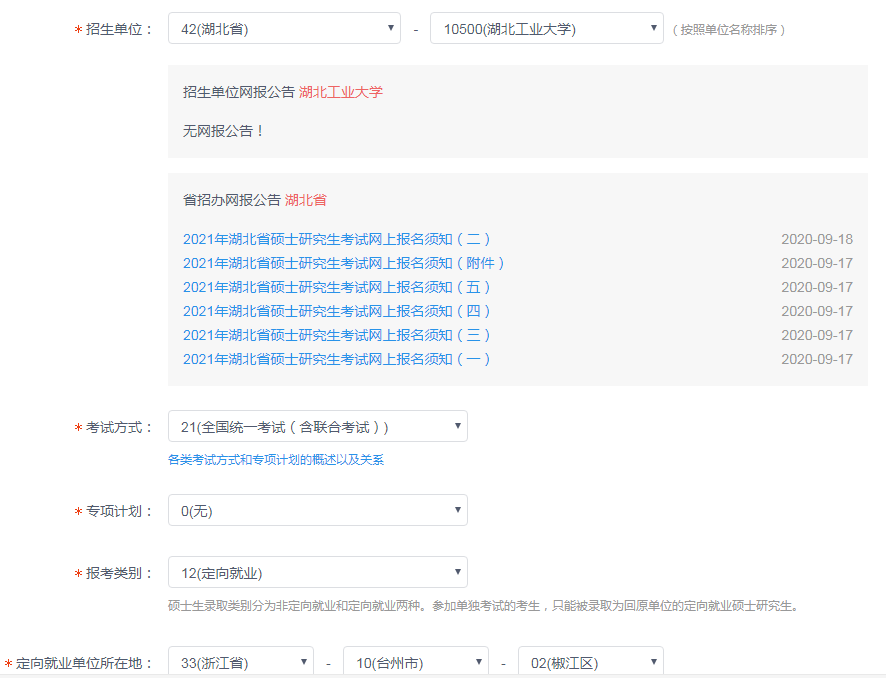 * 招生单位： 42(湖北省) - 10500(湖北工业大学) （按照单位名称排序）
招生单位网报公告 湖北工业大学
无网报公告！
省招办网报公告 湖北省
2021年湖北省硕士研究生考试网上报名须知（二） 2020-09-18
2021年湖北省硕士研究生考试网上报名须知（附件） 2020-09-17
2021年湖北省硕士研究生考试网上报名须知（五） 2020-09-17
2021年湖北省硕士研究生考试网上报名须知（四） 2020-09-17
2021年湖北省硕士研究生考试网上报名须知（三） 2020-09-17
2021年湖北省硕士研究生考试网上报名须知（一） 2020-09-17
* 考试方式： 21(全国统一考试（含联合考试）)
各类考试方式和专项计划的概述以及关系
* 专项计划： 0(无)
* 报考类别： 12(定向就业)
硕士生录取类别分为非定向就业和定向就业两种。参加单独考试的考生，只能被录取为回原单位的定向就业硕士研究生。
* 定向就业单位所在地： 33(浙江省) - 10(台州市) - 02(椒江区)